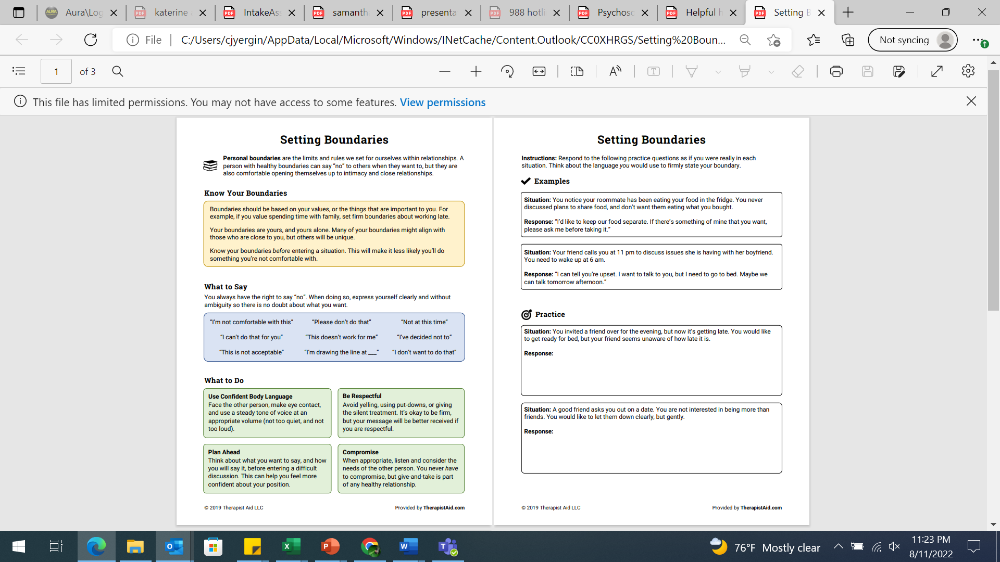 Aura\Log
katerine
IntakeAs
samanth
presenta
988 hotli
Psychosc
Helpful h
Setting B
File
C:/Users/cjyergin/AppData/Local/Microsoft/Windows/INetCache/Content.Outlook/CC0XHRGS/Setting%20Boun...
Not syncing
1 of 3
This file has limited permissions. You may not have access to some features. View permissions
Setting Boundaries
Personal boundaries are the limits and rules we set for ourselves within relationships. A
person with healthy boundaries can say “no” to others when they want to, but they are
also comfortable opening themselves up to intimacy and close relationships.
Know Your Boundaries
Boundaries should be based on your values, or the things that are important to you. For
example, if you value spending time with family, set firm boundaries about working late.
Your boundaries are yours, and yours alone. Many of your boundaries might align with
those who are close to you, but others will be unique.
Know your boundaries before entering a situation. This will make it less likely you’ll do
something you’re not comfortable with.
What to Say
You always have the right to say “no”. When doing so, express yourself clearly and without
ambiguity so there is no doubt about what you want.
“I’m not comfortable with this” “Please don’t do that” “Not at this time”
“I can’t do that for you” “This doesn’t work for me” “I’ve decided not to”
“This is not acceptable” “I’m drawing the line at ___” “I don’t want to do that”
What to Do
Use Confident Body Language
Face the other person, make eye contact,
and use a steady tone of voice at an
appropriate volume (not too quiet, and not
too loud).
Be Respectful
Avoid yelling, using put-downs, or giving
the silent treatment. It’s okay to be firm,
but your message will be better received if
you are respectful.
Plan Ahead
Think about what you want to say, and how
you will say it, before entering a difficult
discussion. This can help you feel more
confident about your position.
Compromise
When appropriate, listen and consider the
needs of the other person. You never have
to compromise, but give-and-take is part
of any healthy relationship.
© 2019 Therapist Aid LLC
Provided by TherapistAid.com
Setting Boundaries
Instructions: Respond to the following practice questions as if you were really in each
situation. Think about the language you would use to firmly state your boundary.
Examples
Situation: You notice your roommate has been eating your food in the fridge. You never
discussed plans to share food, and don’t want them eating what you bought.
Response: “I’d like to keep our food separate. If there’s something of mine that you want,
please ask me before taking it.”
Situation: Your friend calls you at 11 pm to discuss issues she is having with her boyfriend.
You need to wake up at 6 am.
Response: “I can tell you’re upset. I want to talk to you, but I need to go to bed. Maybe we
can talk tomorrow afternoon.”
Practice
Situation: You invited a friend over for the evening, but now it’s getting late. You would like
to get ready for bed, but your friend seems unaware of how late it is.
Response:
Situation: A good friend asks you out on a date. You are not interested in being more than
friends. You would like to let them down clearly, but gently.
Response:
© 2019 Therapist Aid LLC
Provided by TherapistAid.com
76°F Mostly clear
11:23 PM
8/11/2022